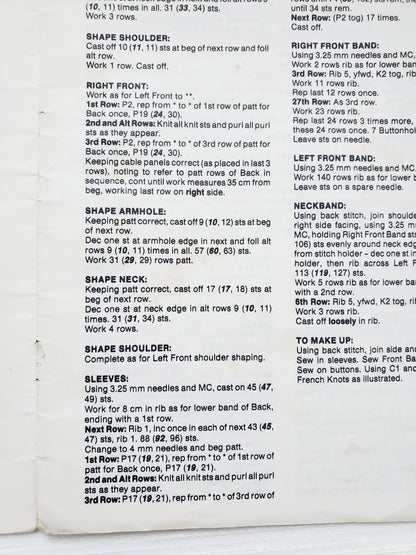 (10, 11) times in all. 31 (33, 34) sts.
Work 3 rows.
SHAPE SHOULDER:
Cast off 10 (11, 11) sts at beg of next row and foll
alt row.
Work 1 row. Cast off.
RIGHT FRONT:
Work as for Left Front to **.
1st Row: P2, rep from * to * of 1st row of patt for
Back once, P19 (24, 30).
2nd and Alt Rows: Knit all knit sts and purl all purl
sts as they appear.
3rd Row: P2, rep from * to * of 3rd row of patt for
Back once, P19 (24, 30).
Keeping cable panels correct (as placed in last 3
rows), noting to refer to patt rows of Back in
sequence, cont until work measures 35 cm from
beg, working last row on right side.
SHAPE ARMHOLE:
Keeping patt correct, cast off 9 (10, 12) sts at beg
of next row.
Dec one st at armhole edge in next and foll alt
rows 9 (10, 11) times in all. 57 (60, 63) sts.
Work 31 (29, 29) rows patt.
SHAPE NECK:
Keeping patt correct, cast off 17 (17, 18) sts at
beg of next row.
Dec one st at neck edge in alt rows 9 (10, 11)
times. 31 (31, 34) sts.
Work 4 rows.
SHAPE SHOULDER:
Complete as for Left Front shoulder shaping.
SLEEVES:
Using 3.25 mm needles and MC, cast on 45 (47,
49) sts.
Work for 8 cm in rib as for lower band of Back,
ending with a 1st row.
Next Row: Rib 1, inc once in each of next 43 (45,
47) sts, rib 1. 88 (92, 96) sts.
Change to 4 mm needles and beg patt.
1st Row: P17 (19, 21), rep from * to * of 1st row of
patt for Back once, P17 (19, 21).
2nd and Alt Rows: Knit all knit sts and purl all purl
sts as they appear.
3rd Row: P17 (19, 21), rep from * to * of 3rd row of
until 34 sts rem.
Next Row: (P2 tog) 17 times.
Cast off.
RIGHT FRONT BAND:
Using 3.25 mm needles and MC,
Work 2 rows rib as for lower band
3rd Row: Rib 5, yfwd, K2 tog, rib
Work 11 rows rib.
Rep last 12 rows once.
27th Row: As 3rd row.
Work 23 rows rib.
Rep last 24 rows 3 times more,
these 24 rows once. 7 Buttonhol
Leave sts on needle.
LEFT FRONT BAND:
Using 3.25 mm needles and MC,
Work 140 rows rib as for lower
Leave sts on a spare needle.
NECKBAND:
Using back stitch, join shoulde
right side facing, using 3.25 m
MC, holding Right Front Band sts
106) sts evenly around neck edg
from stitch holder - dec one st in
holder, then rib across Left F
113 (119, 127) sts.
Work 5 rows rib as for lower ban
with a 2nd row.
6th Row: Rib 5, yfwd, K2 tog, rib
Work 3 rows rib.
Cast off loosely in rib.
TO MAKE UP:
Using back stitch, join side and
Sew in sleeves. Sew Front Ba
Sew on buttons. Using C1 and
French Knots as illustrated.